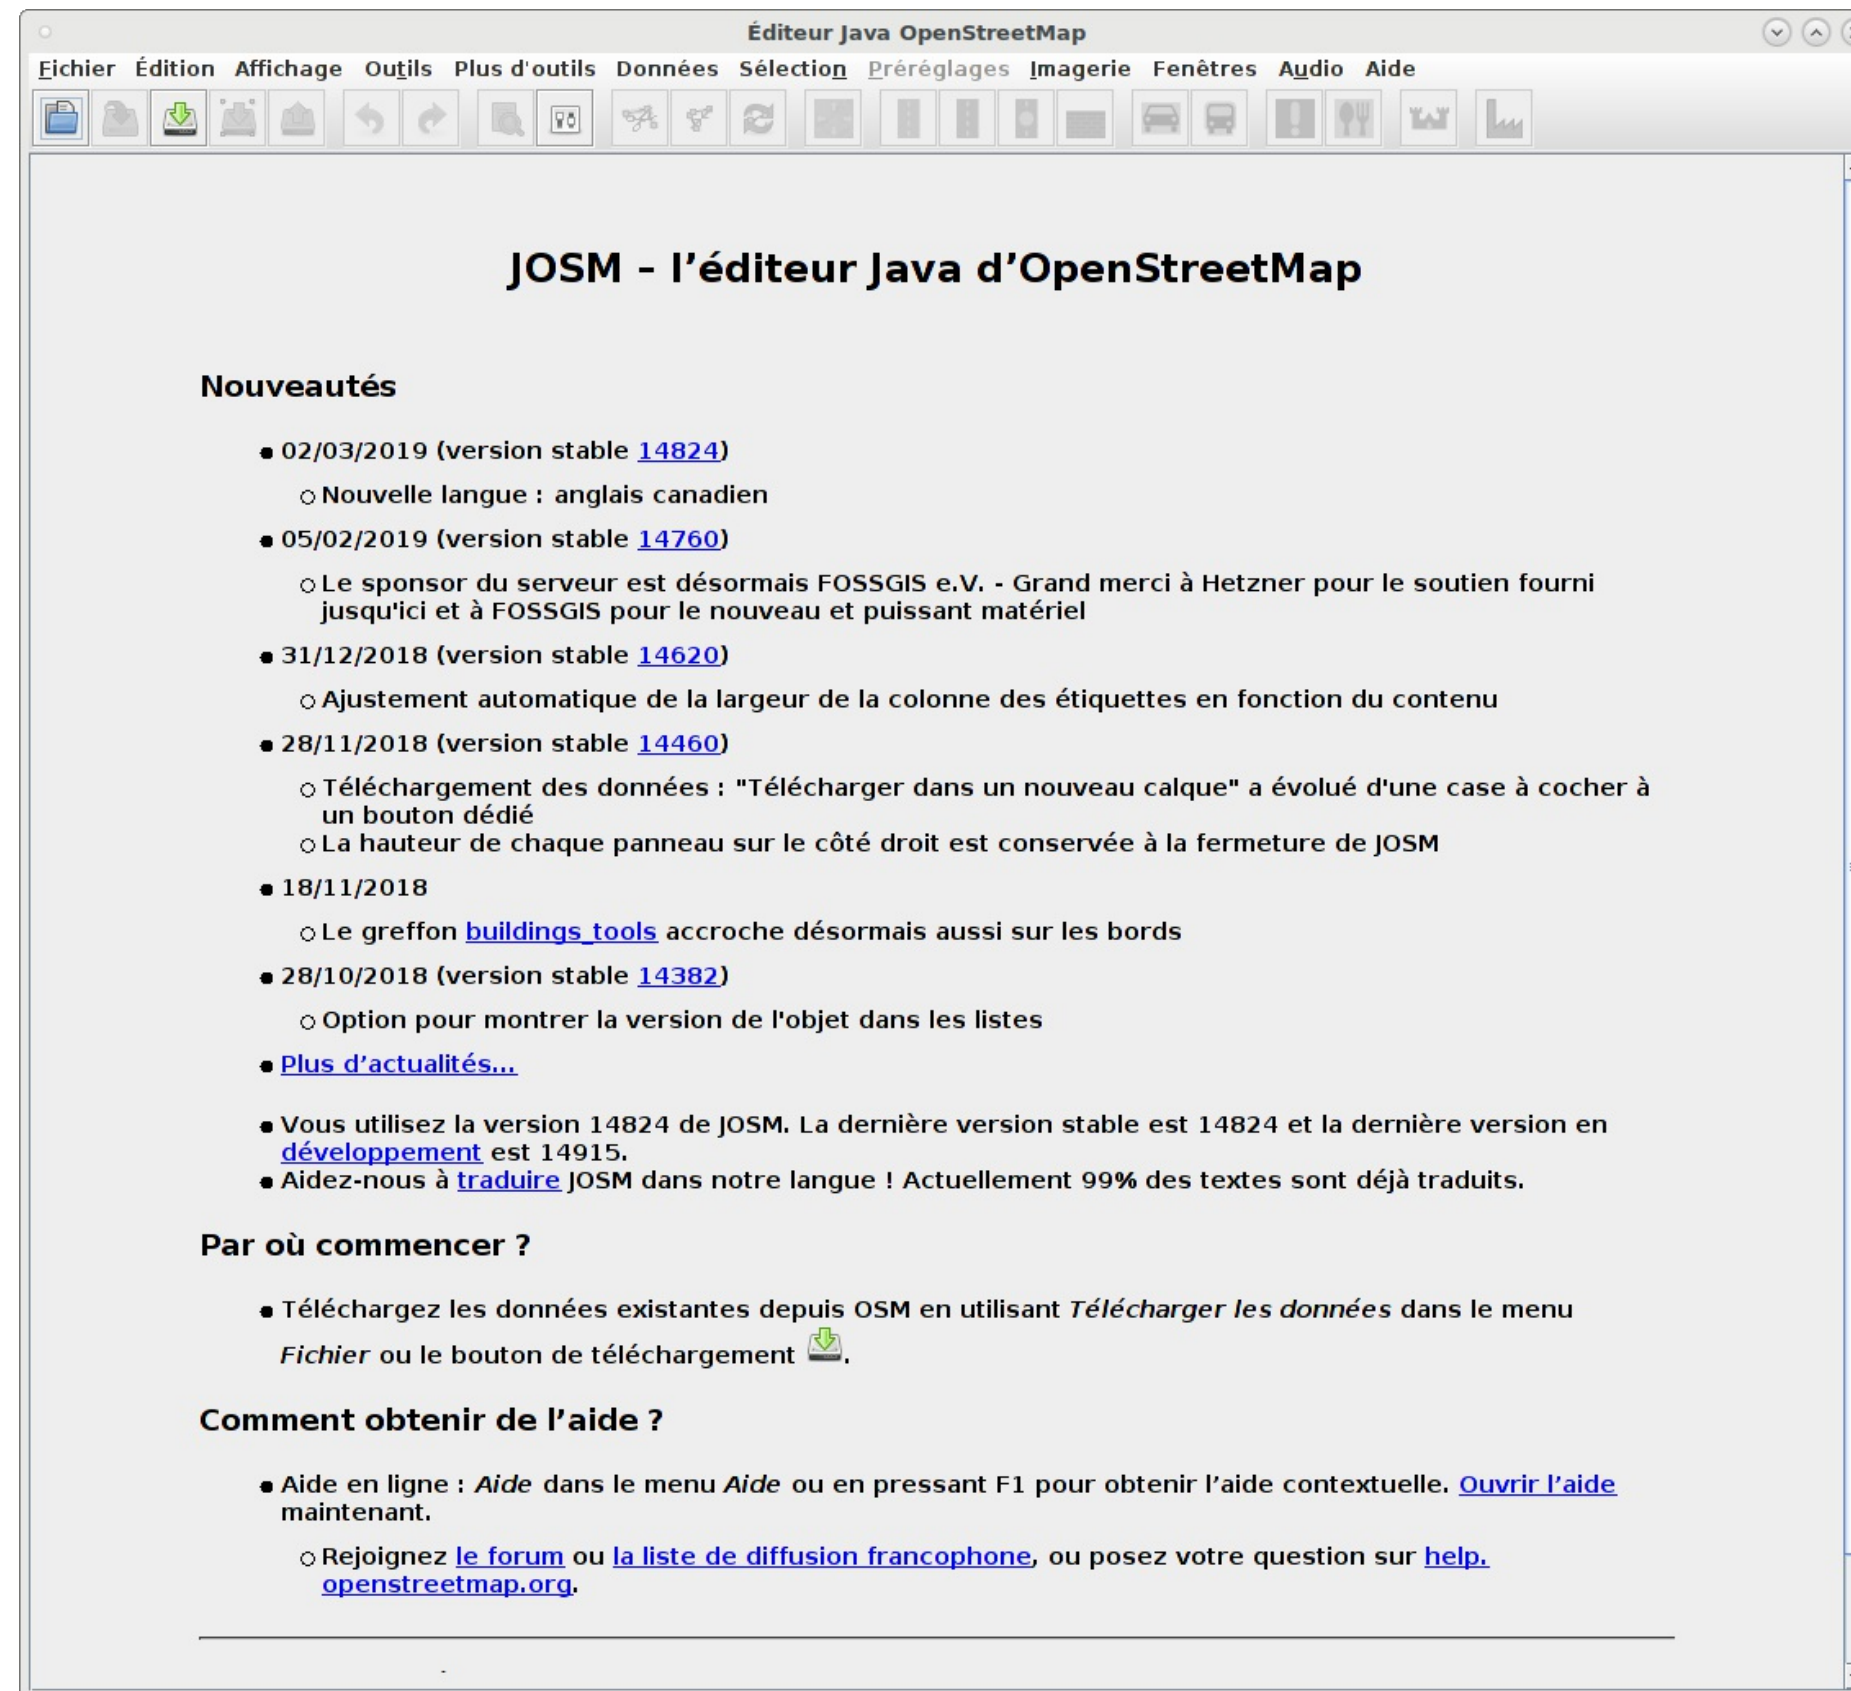 Éditeur Java OpenStreetMap
Fichier Édition Affichage Outils Plus d'outils Données Sélection Préréglages Imagerie Fenêtres Audio Aide
JOSM – l’éditeur Java d’OpenStreetMap
Nouveautés
02/03/2019 (version stable 14824)
Nouvelle langue : anglais canadien
05/02/2019 (version stable 14760)
Le sponsor du serveur est désormais FOSSGIS e.V. - Grand merci à Hetzner pour le soutien fourni
jusqu'ici et à FOSSGIS pour le nouveau et puissant matériel
31/12/2018 (version stable 14620)
Ajustement automatique de la largeur de la colonne des étiquettes en fonction du contenu
28/11/2018 (version stable 14460)
Téléchargement des données : "Télécharger dans un nouveau calque" a évolué d'une case à cocher à
un bouton dédié
La hauteur de chaque panneau sur le côté droit est conservée à la fermeture de JOSM
18/11/2018
Le greffon buildings_tools accroche désormais aussi sur les bords
28/10/2018 (version stable 14382)
Option pour montrer la version de l'objet dans les listes
Plus d’actualités…
Vous utilisez la version 14824 de JOSM. La dernière version stable est 14824 et la dernière version en
développement est 14915.
Aidez-nous à traduire JOSM dans notre langue ! Actuellement 99% des textes sont déjà traduits.
Par où commencer ?
Téléchargez les données existantes depuis OSM en utilisant Télécharger les données dans le menu
Fichier ou le bouton de téléchargement .
Comment obtenir de l’aide ?
Aide en ligne : Aide dans le menu Aide ou en pressant F1 pour obtenir l’aide contextuelle. Ouvrir l’aide
maintenant.
Rejoignez le forum ou la liste de diffusion francophone, ou posez votre question sur help.
openstreetmap.org.